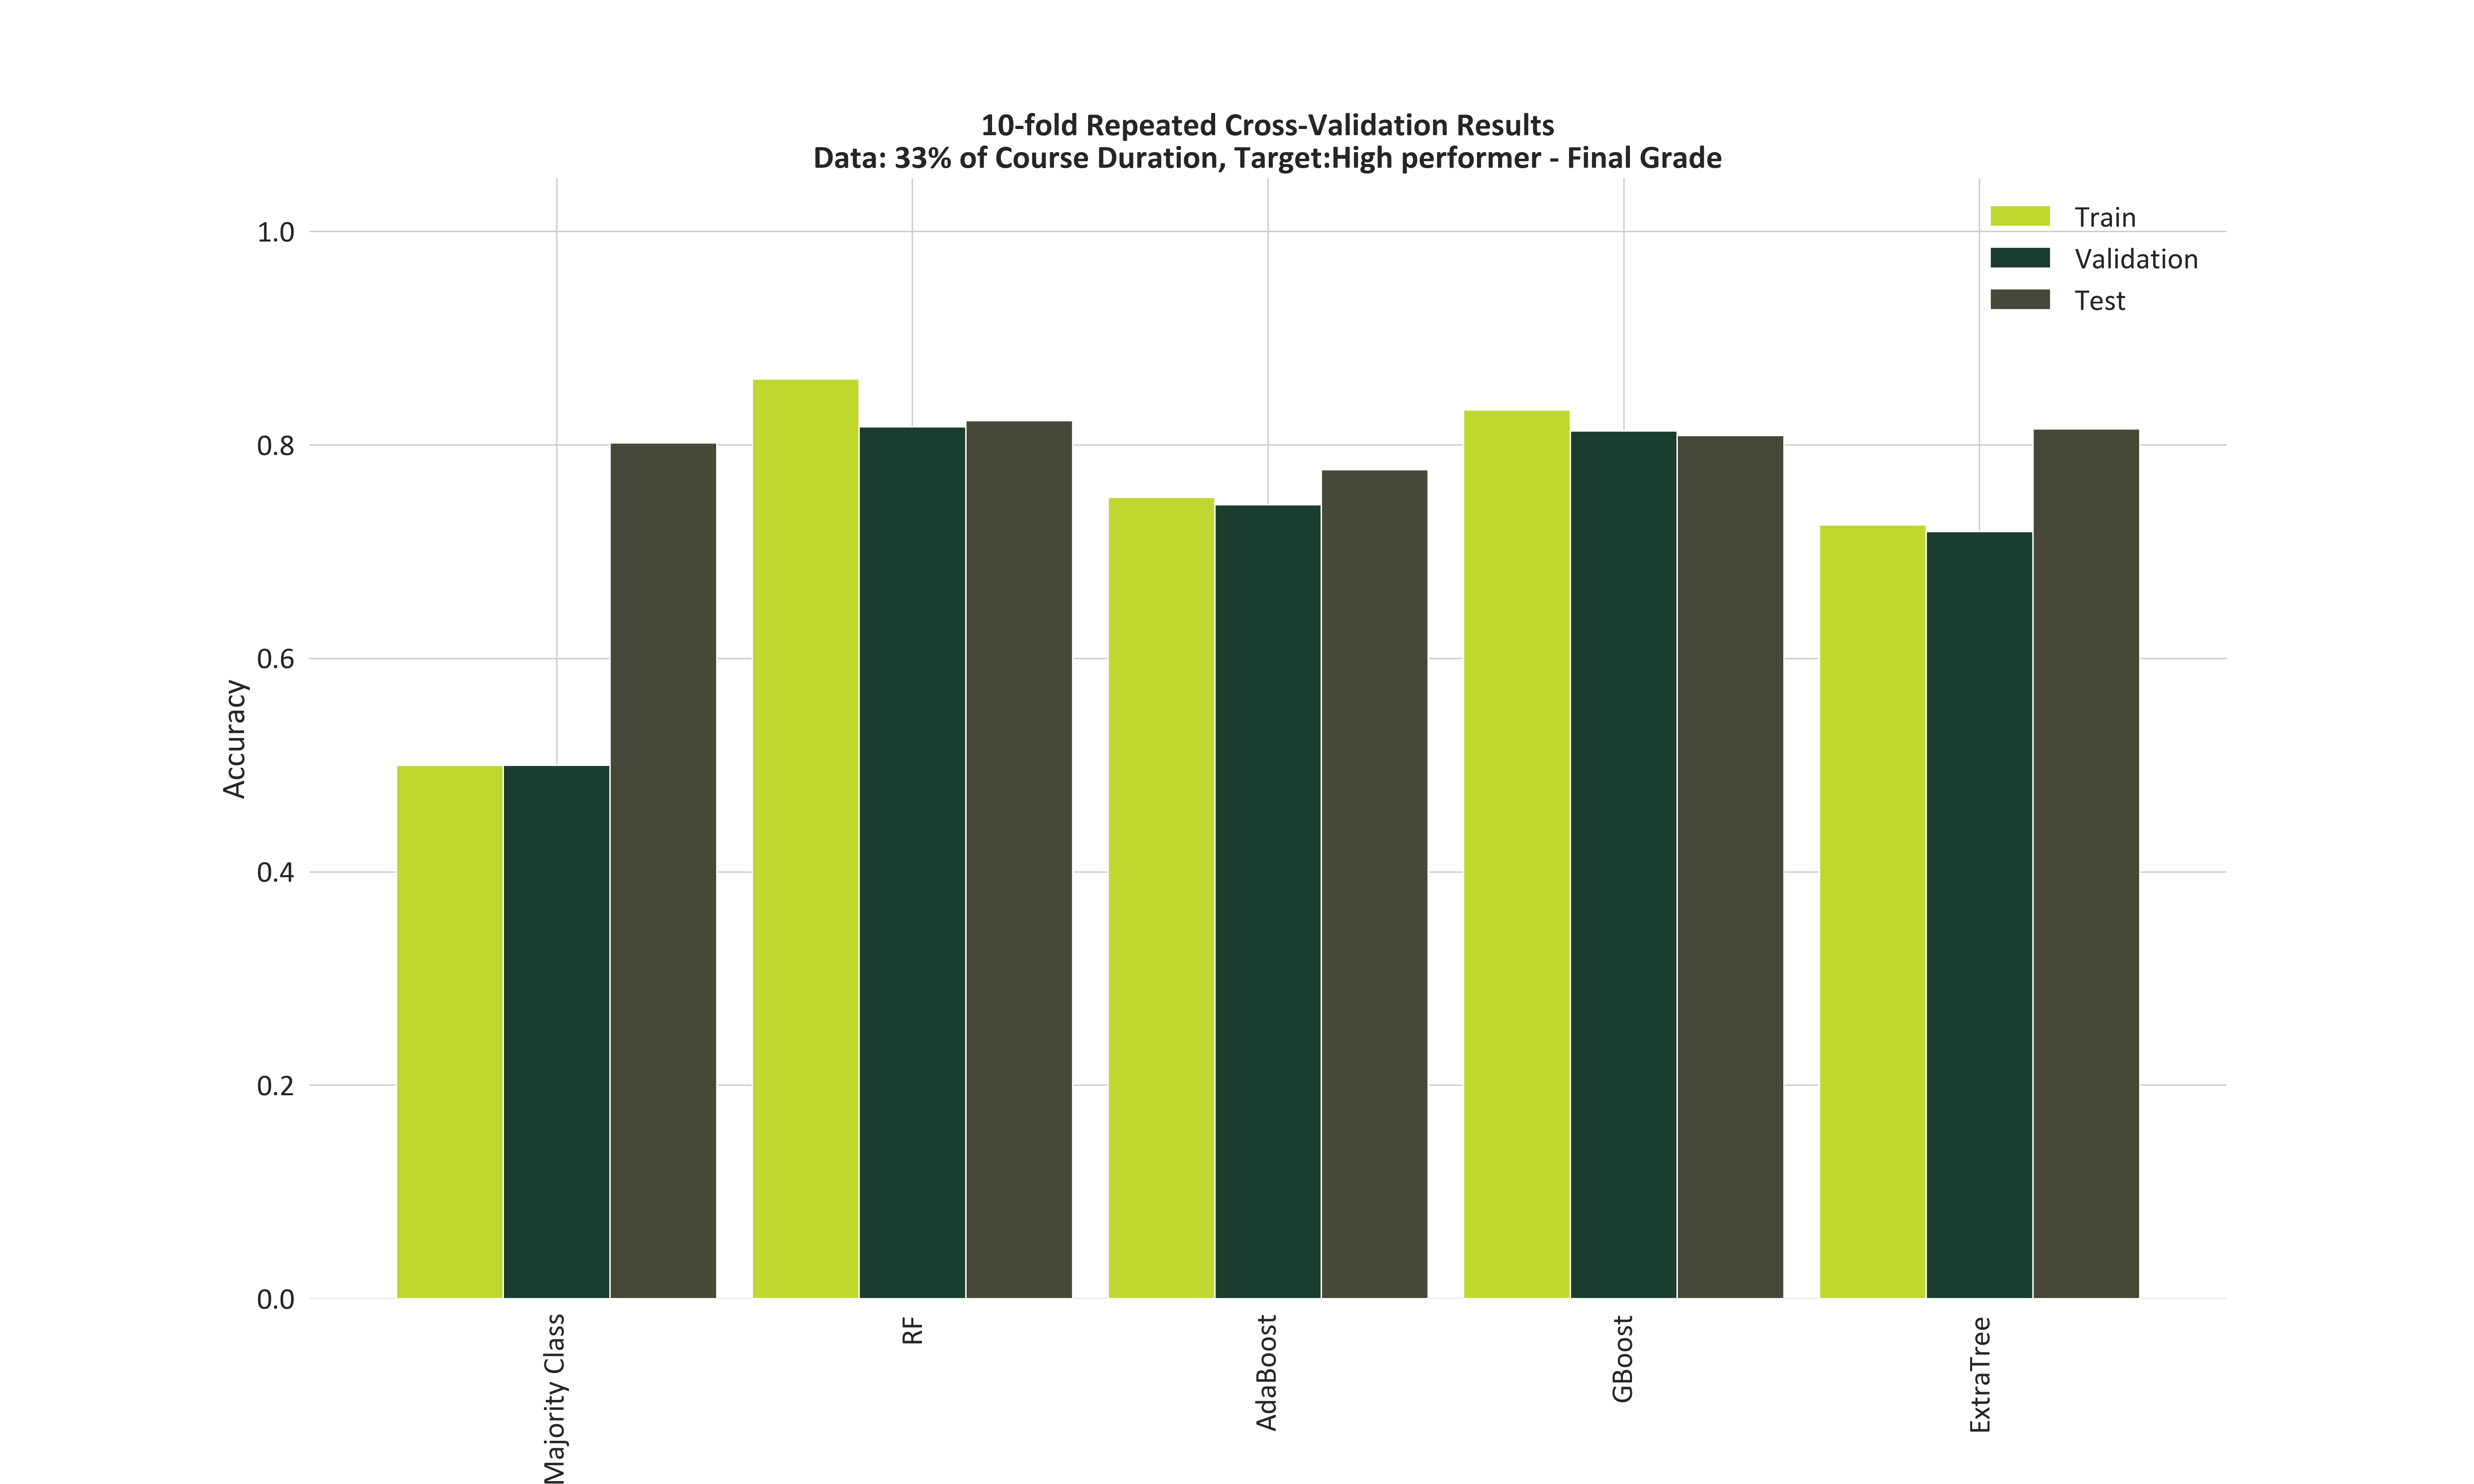 10-fold Repeated Cross-Validation Results
Data: 33% of Course Duration, Target:High performer - Final Grade
Train
Validation
Test
Accuracy
1.0
0.8
0.6
0.4
0.2
0.0
Majority Class
RF
AdaBoost
GBoost
ExtraTree